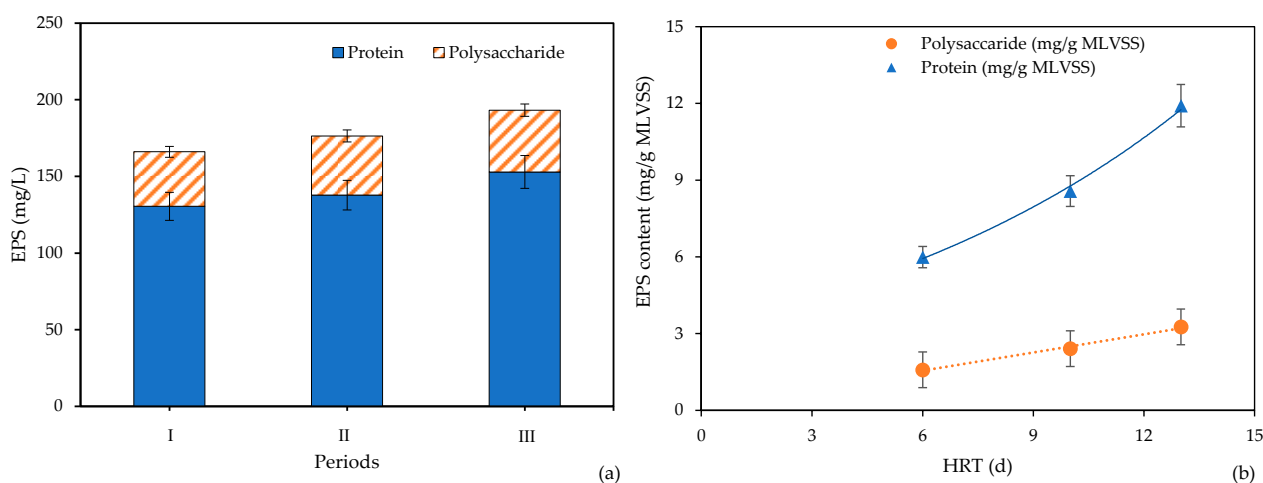 250
200
150
100
50
0
EPS (mg/L)
Protein
Polysaccharide
I
II
III
Periods
(a)
15
12
9
6
3
0
EPS content (mg/g MLVSS)
Polysaccaride (mg/g MLVSS)
Protein (mg/g MLVSS)
0
3
6
9
12
15
HRT (d)
(b)